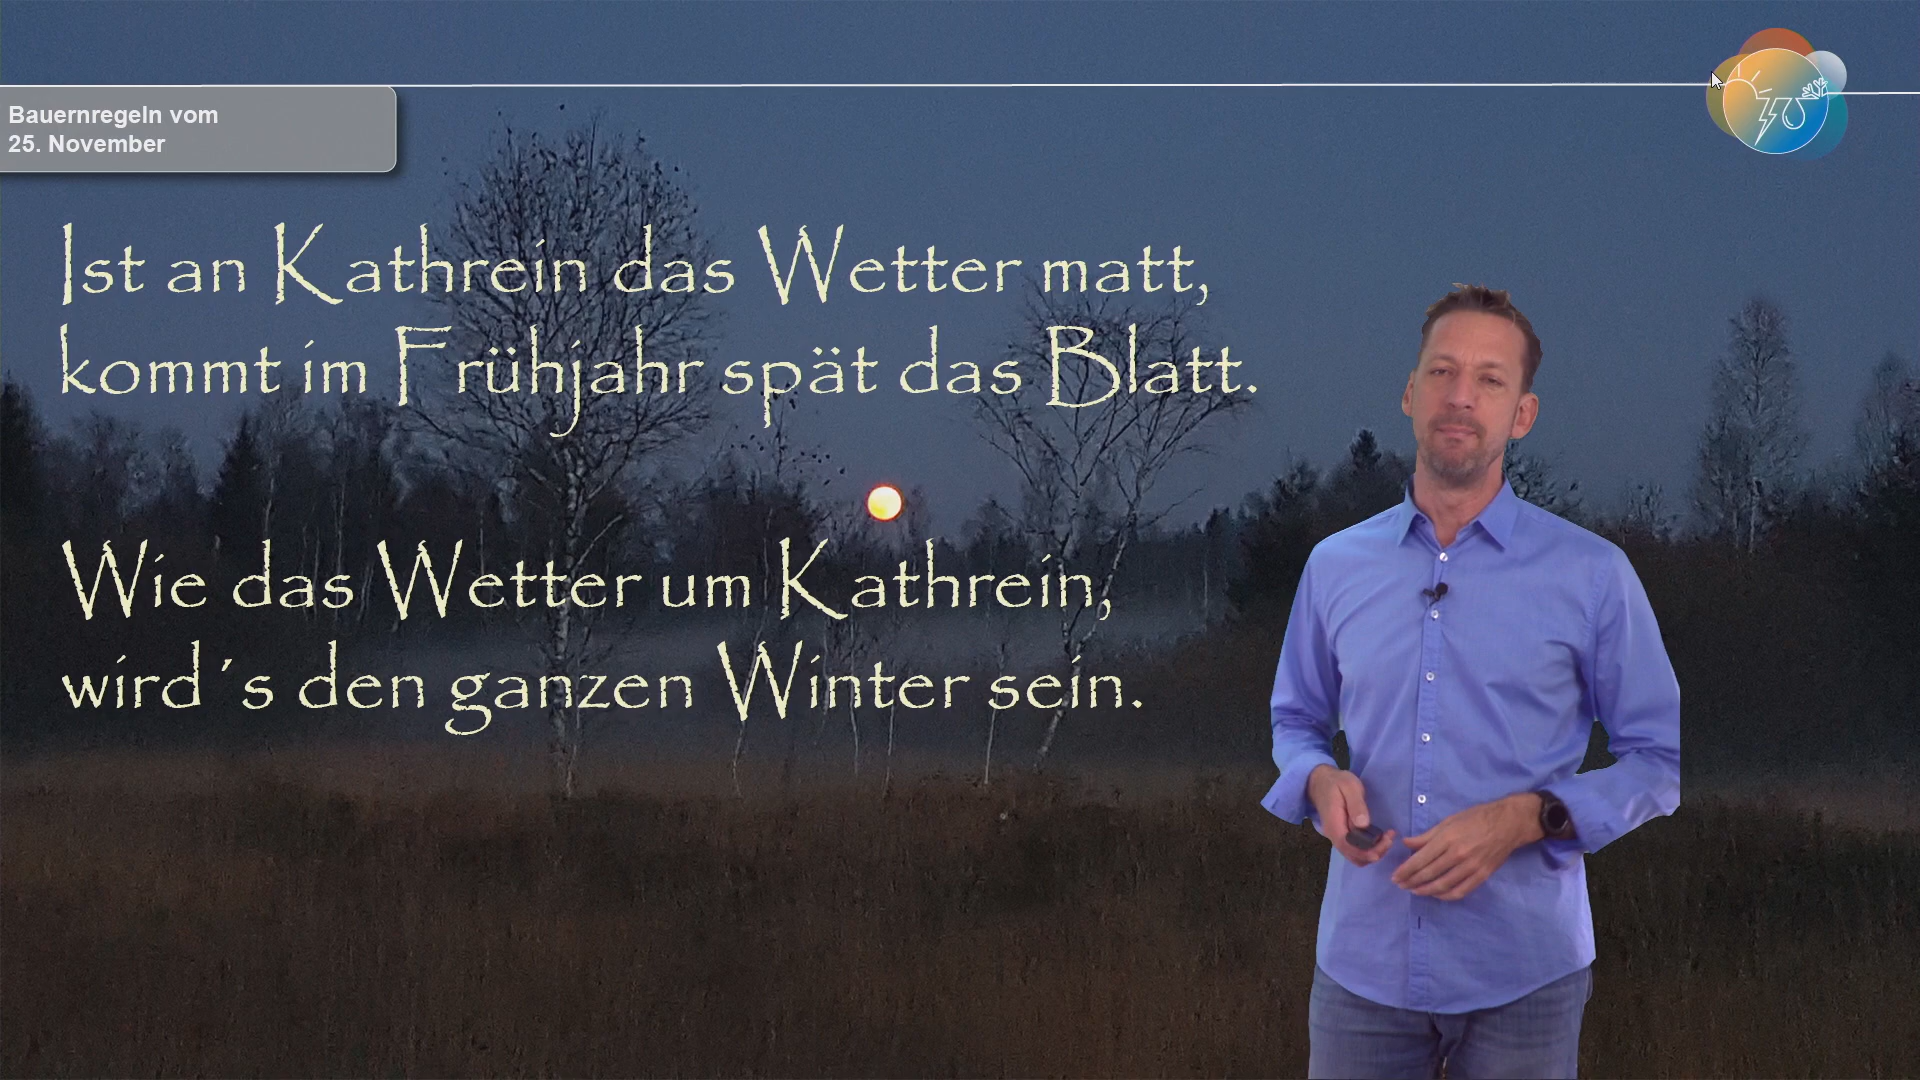 Bauernregeln vom
25. November
Ist an Kathrein das Wetter matt,
kommt im Frühjahr spät das Blatt.
Wie das Wetter um Kathrein,
wird´s den ganzen Winter sein.